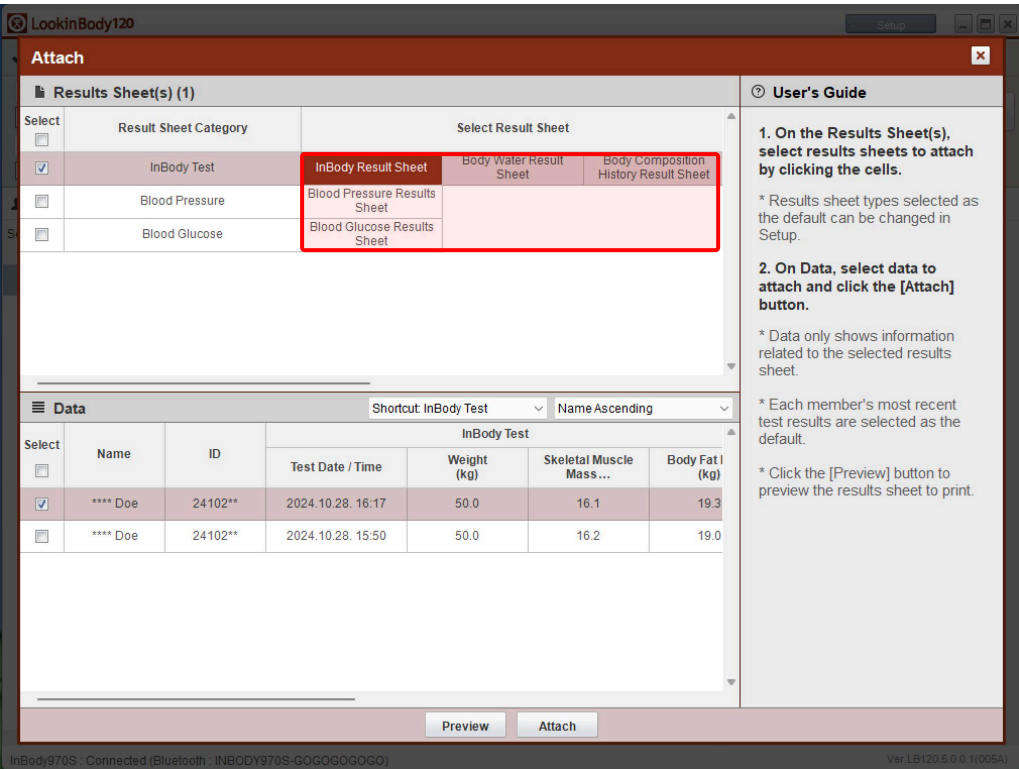 LookinBody120
Setup
Attach
Results Sheet(s) (1)
Select
Result Sheet Category
Select Result Sheet
InBody Test
InBody Result Sheet
Body Water Result
Sheet
Body Composition
History Result Sheet
Blood Pressure
Blood Pressure Results
Sheet
Blood Glucose
Blood Glucose Results
Sheet
User's Guide
1. On the Results Sheet(s),
select results sheets to attach
by clicking the cells.
* Results sheet types selected as
the default can be changed in
Setup.
2. On Data, select data to
attach and click the [Attach]
button.
* Data only shows information
related to the selected results
sheet.
* Each member's most recent
test results are selected as the
default.
* Click the [Preview] button to
preview the results sheet to print.
Data
Shortcut: InBody Test
Name Ascending
Select
Name
ID
InBody Test
Test Date / Time
Weight
(kg)
Skeletal Muscle
Mass...
Body Fat
(kg)
**** Doe 24102** 2024.10.28. 16:17 50.0 16.1 19.3
**** Doe 24102** 2024.10.28. 15:50 50.0 16.2 19.0
Preview
Attach
InBody970S : Connected (Bluetooth : INBODY970S-GOGOGOGOGO)
Ver.LB120.5.0.0.1(005A)